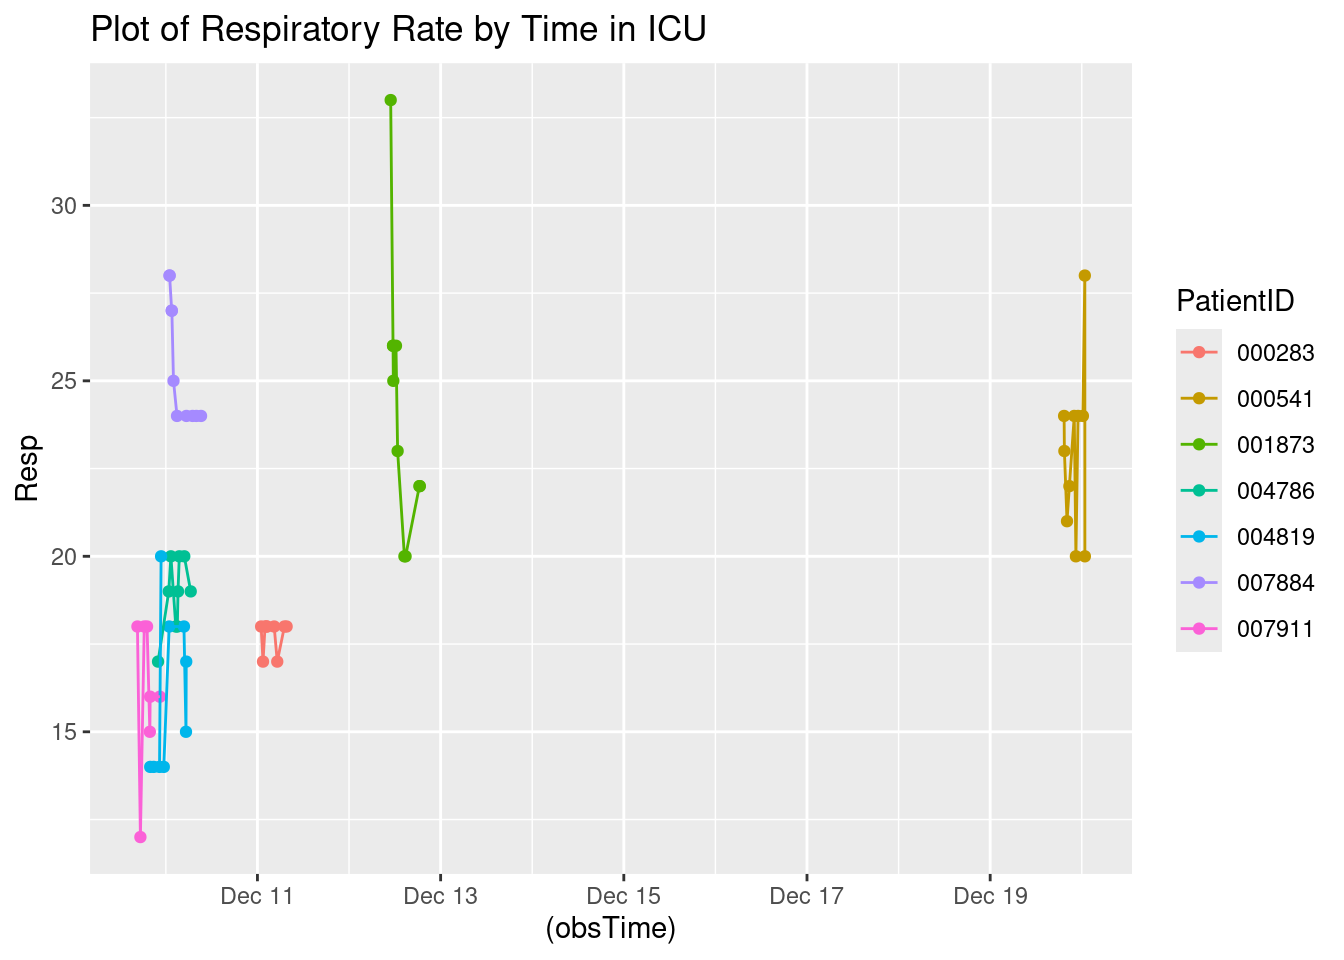 Plot of Respiratory Rate by Time in ICU
30
25
20
15
Resp
Dec 11
Dec 13
Dec 15
Dec 17
Dec 19
(obsTime)
PatientID
000283
000541
001873
004786
004819
007884
007911